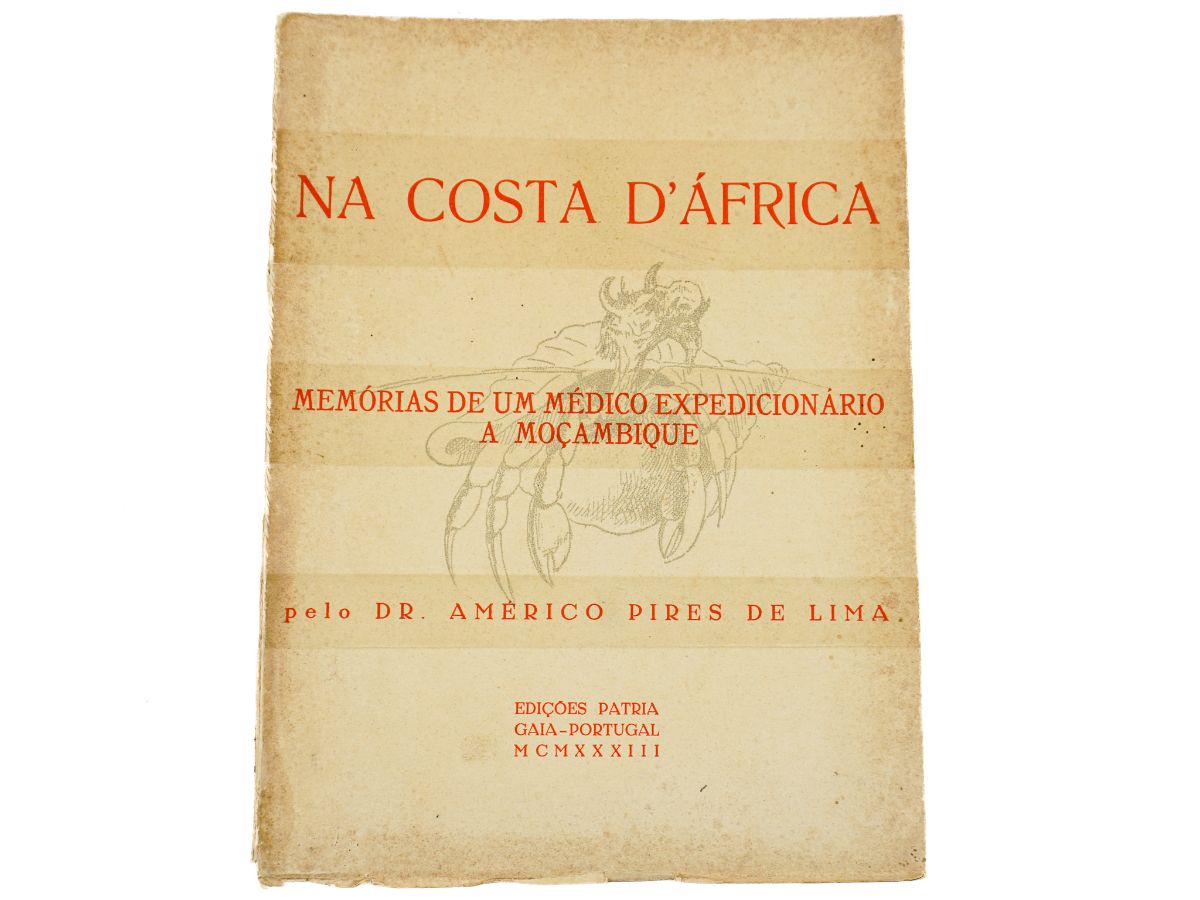 NA COSTA D'ÁFRICA
MEMÓRIAS DE UM MÉDICO EXPEDICIONÁRIO
A MOÇAMBIQUE
pelo DR. AMÉRICO PIRES DE LIMA
EDIÇÕES PATRIA
GAIA-PORTUGAL
MCMXXXIII